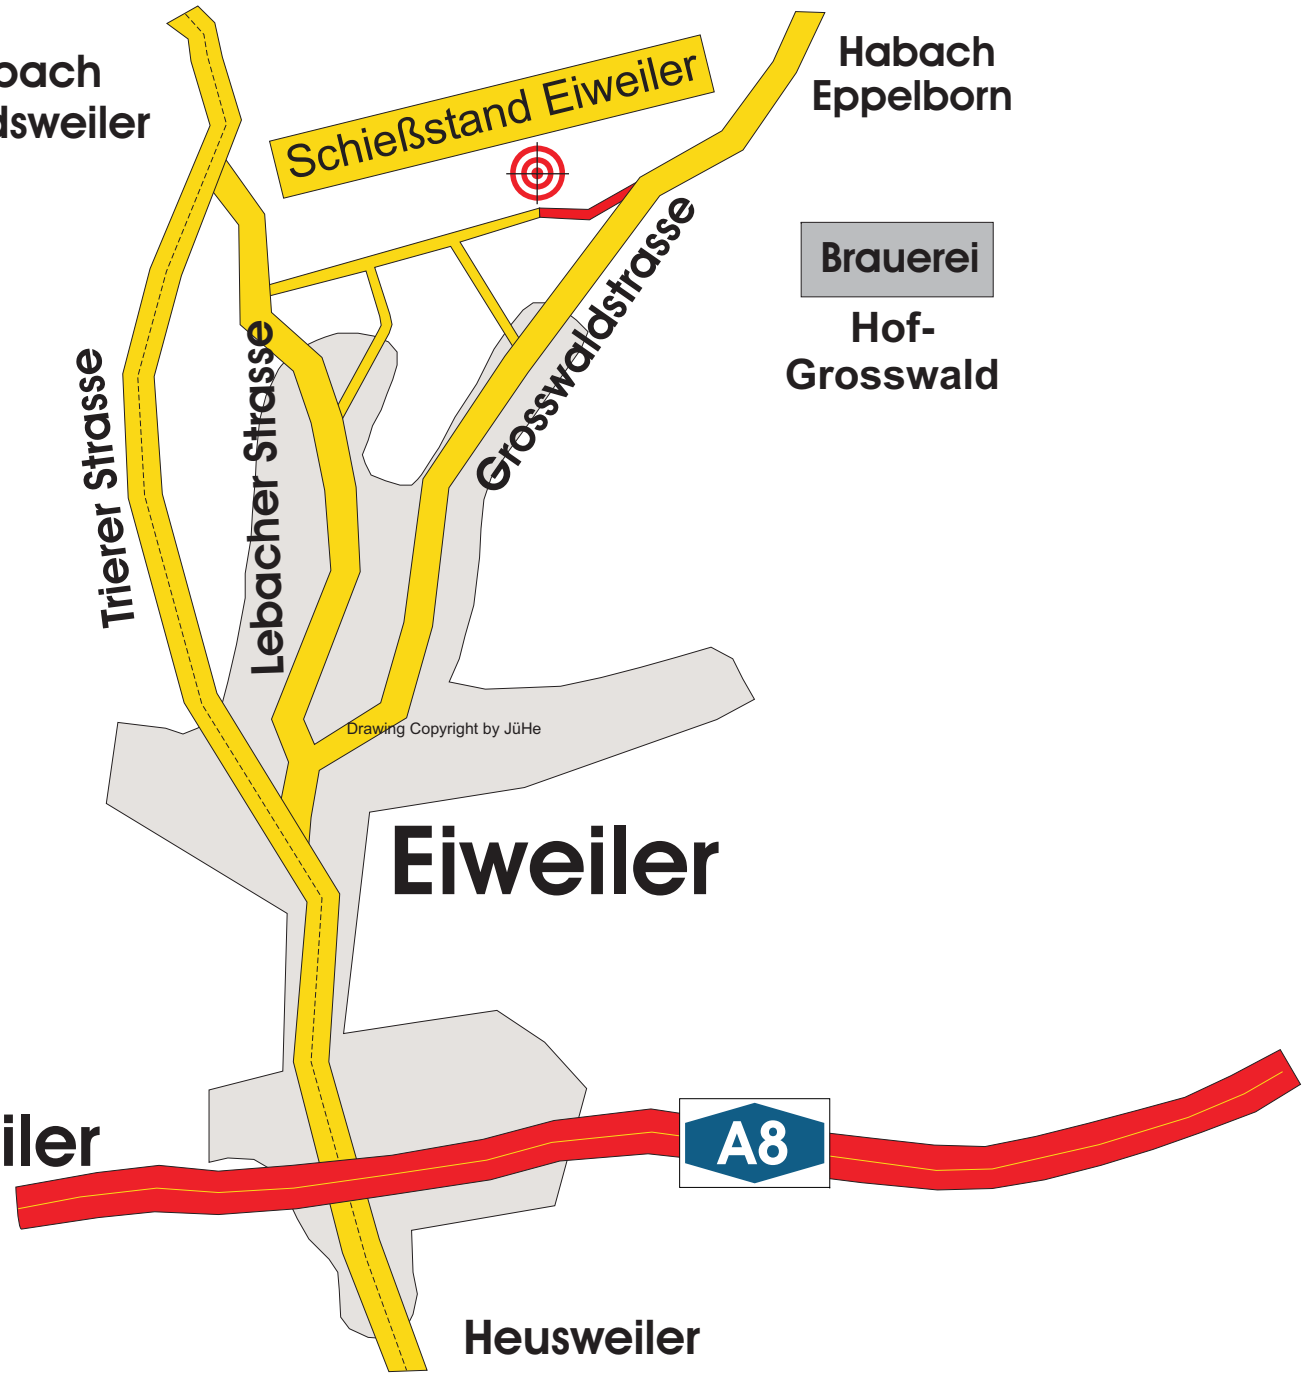 Habach
Eppelborn
Schießstand Eiweiler
Brauerei
Hof-
Grosswald
Grosswaldstrasse
Trierer Strasse
Lebacher Strasse
Drawing Copyright by JüHe
Eiweiler
A8
Heusweiler